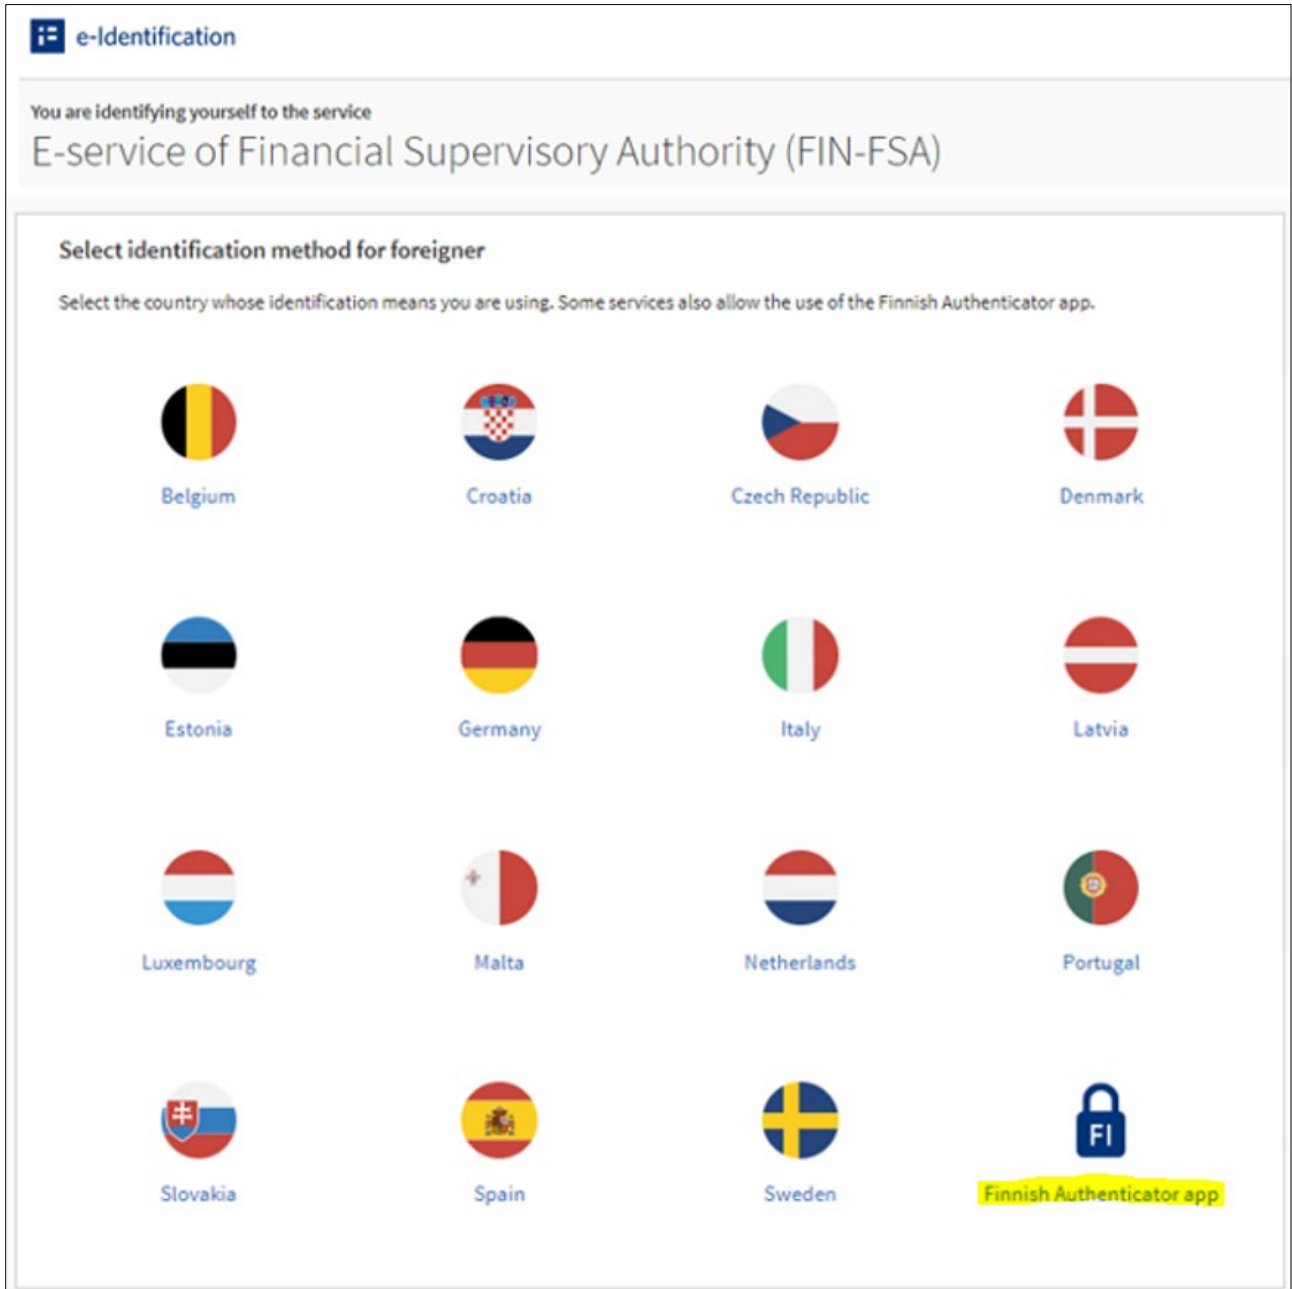 e-Identification
You are identifying yourself to the service
E-service of Financial Supervisory Authority (FIN-FSA)
Select identification method for foreigner
Select the country whose identification means you are using. Some services also allow the use of the Finnish Authenticator app.
Belgium
Croatia
Czech Republic
Denmark
Estonia
Germany
Italy
Latvia
Luxembourg
Malta
Netherlands
Portugal
FI
Slovakia
Spain
Sweden
Finnish Authenticator app